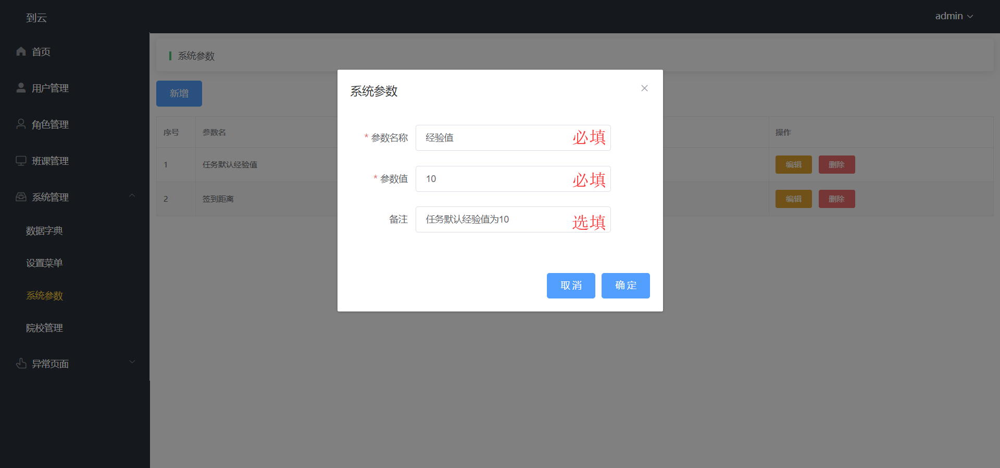 到云
admin
首页
用户管理
角色管理
班课管理
系统管理
数据字典
设置菜单
系统参数
院校管理
异常页面
系统参数
新增
序号 参数名 操作
1 任务默认经验值 编辑 删除
2 签到距离 编辑 删除
系统参数
* 参数名称 经验值 必填
* 参数值 10 必填
备注 任务默认经验值为10 选填
取消 确定